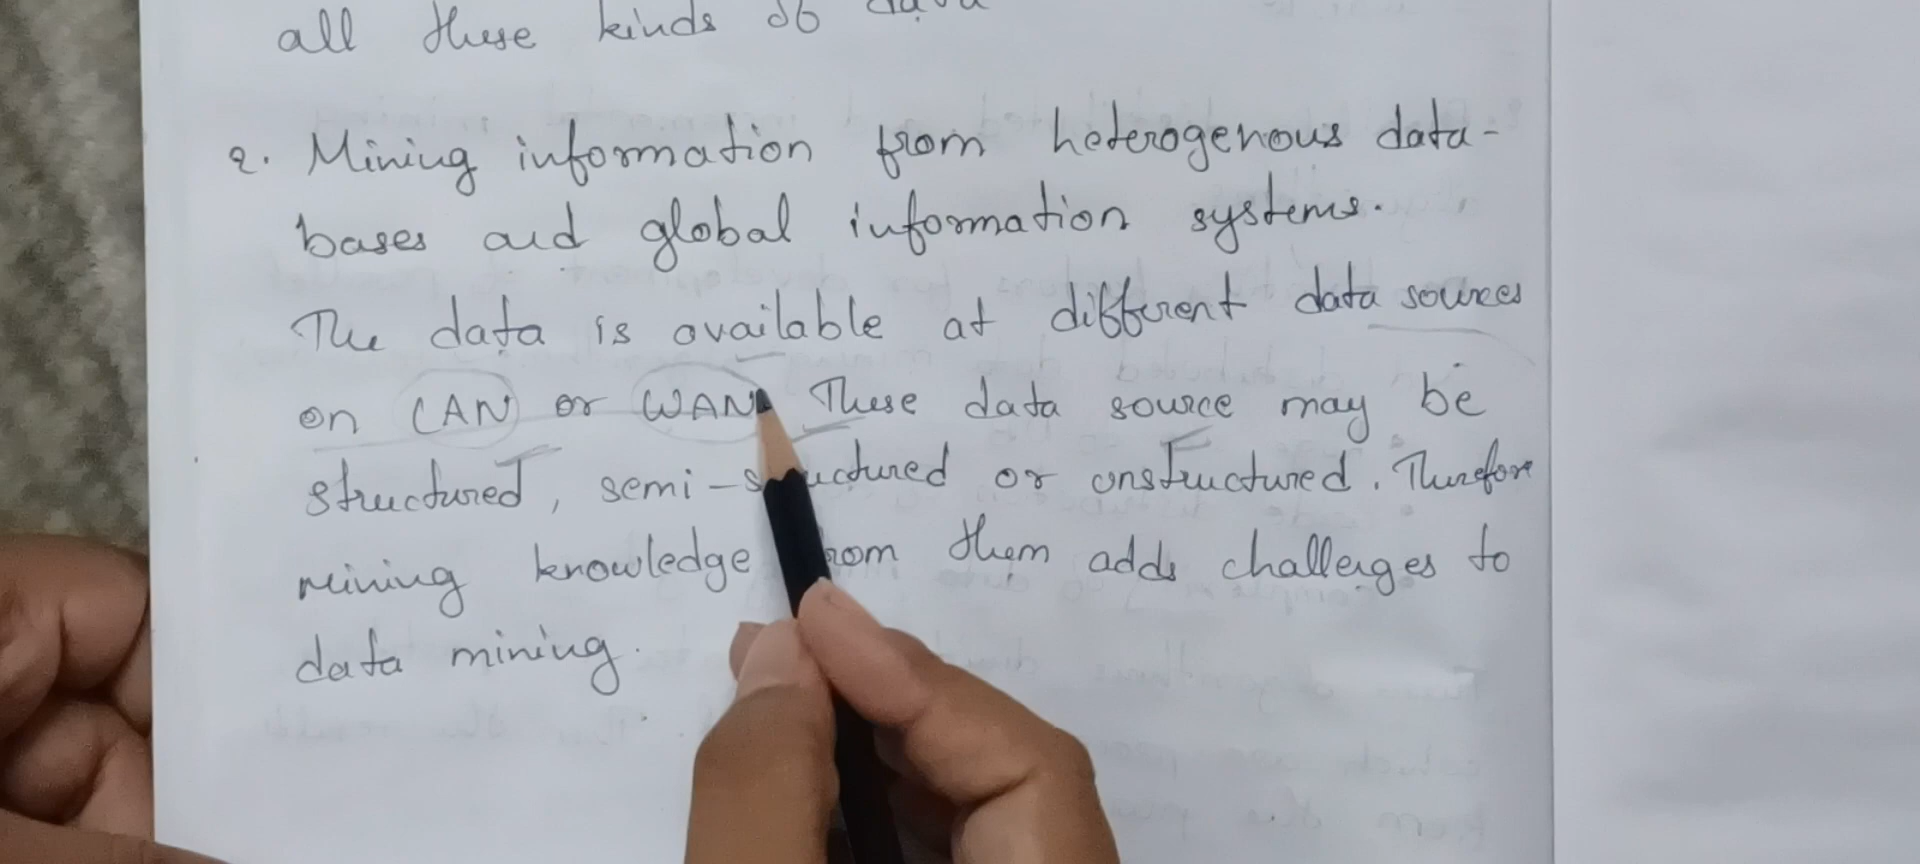 all these kinds of data
2. Mining information from heterogenous data-
bases and global information systems.
The data is available at different data sources
on LAN or WAN. These data source may be
structured, semi-structured or unstructured. Therefore
mining knowledge from them adds challenges to
data mining.